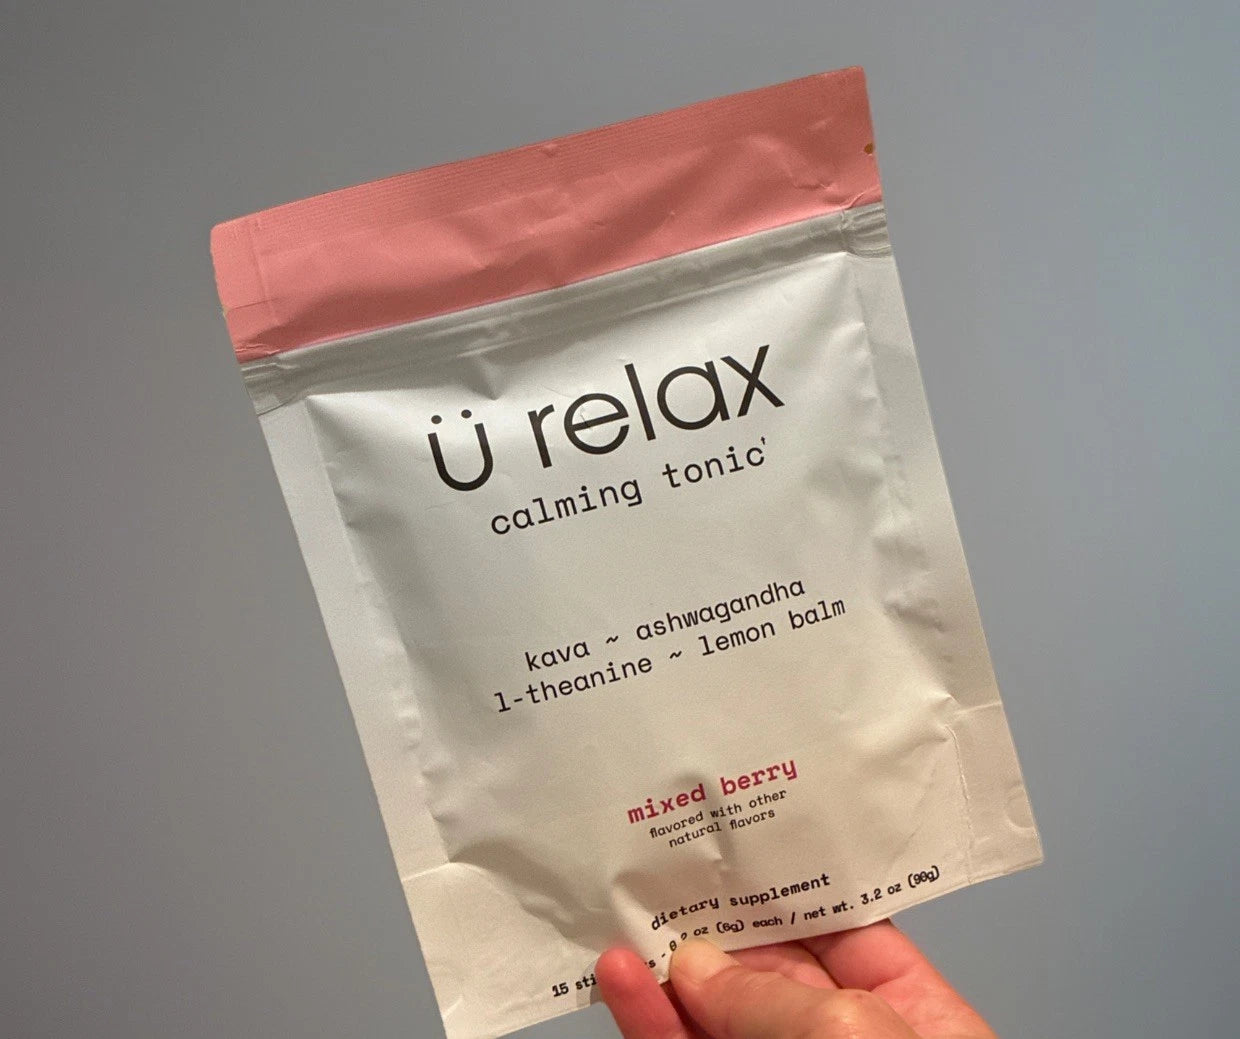 ü relax
calming tonic†
kava ~ ashwagandha
l-theanine ~ lemon balm
mixed berry
flavored with other
natural flavors
dietary supplement
15 oz (6g) each / net wt. 3.2 oz (90g)